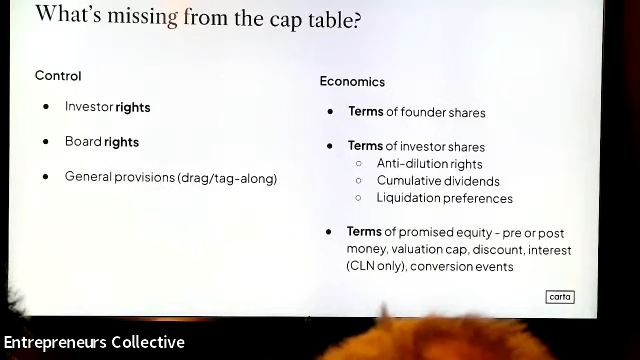 What's missing from the cap table?
Control
• Investor rights
• Board rights
• General provisions (drag/tag-along)
Economics
• Terms of founder shares
• Terms of investor shares
○ Anti-dilution rights
○ Cumulative dividends
○ Liquidation preferences
• Terms of promised equity - pre or post
money, valuation cap, discount, interest
(CLN only), conversion events
carta
Entrepreneurs Collective